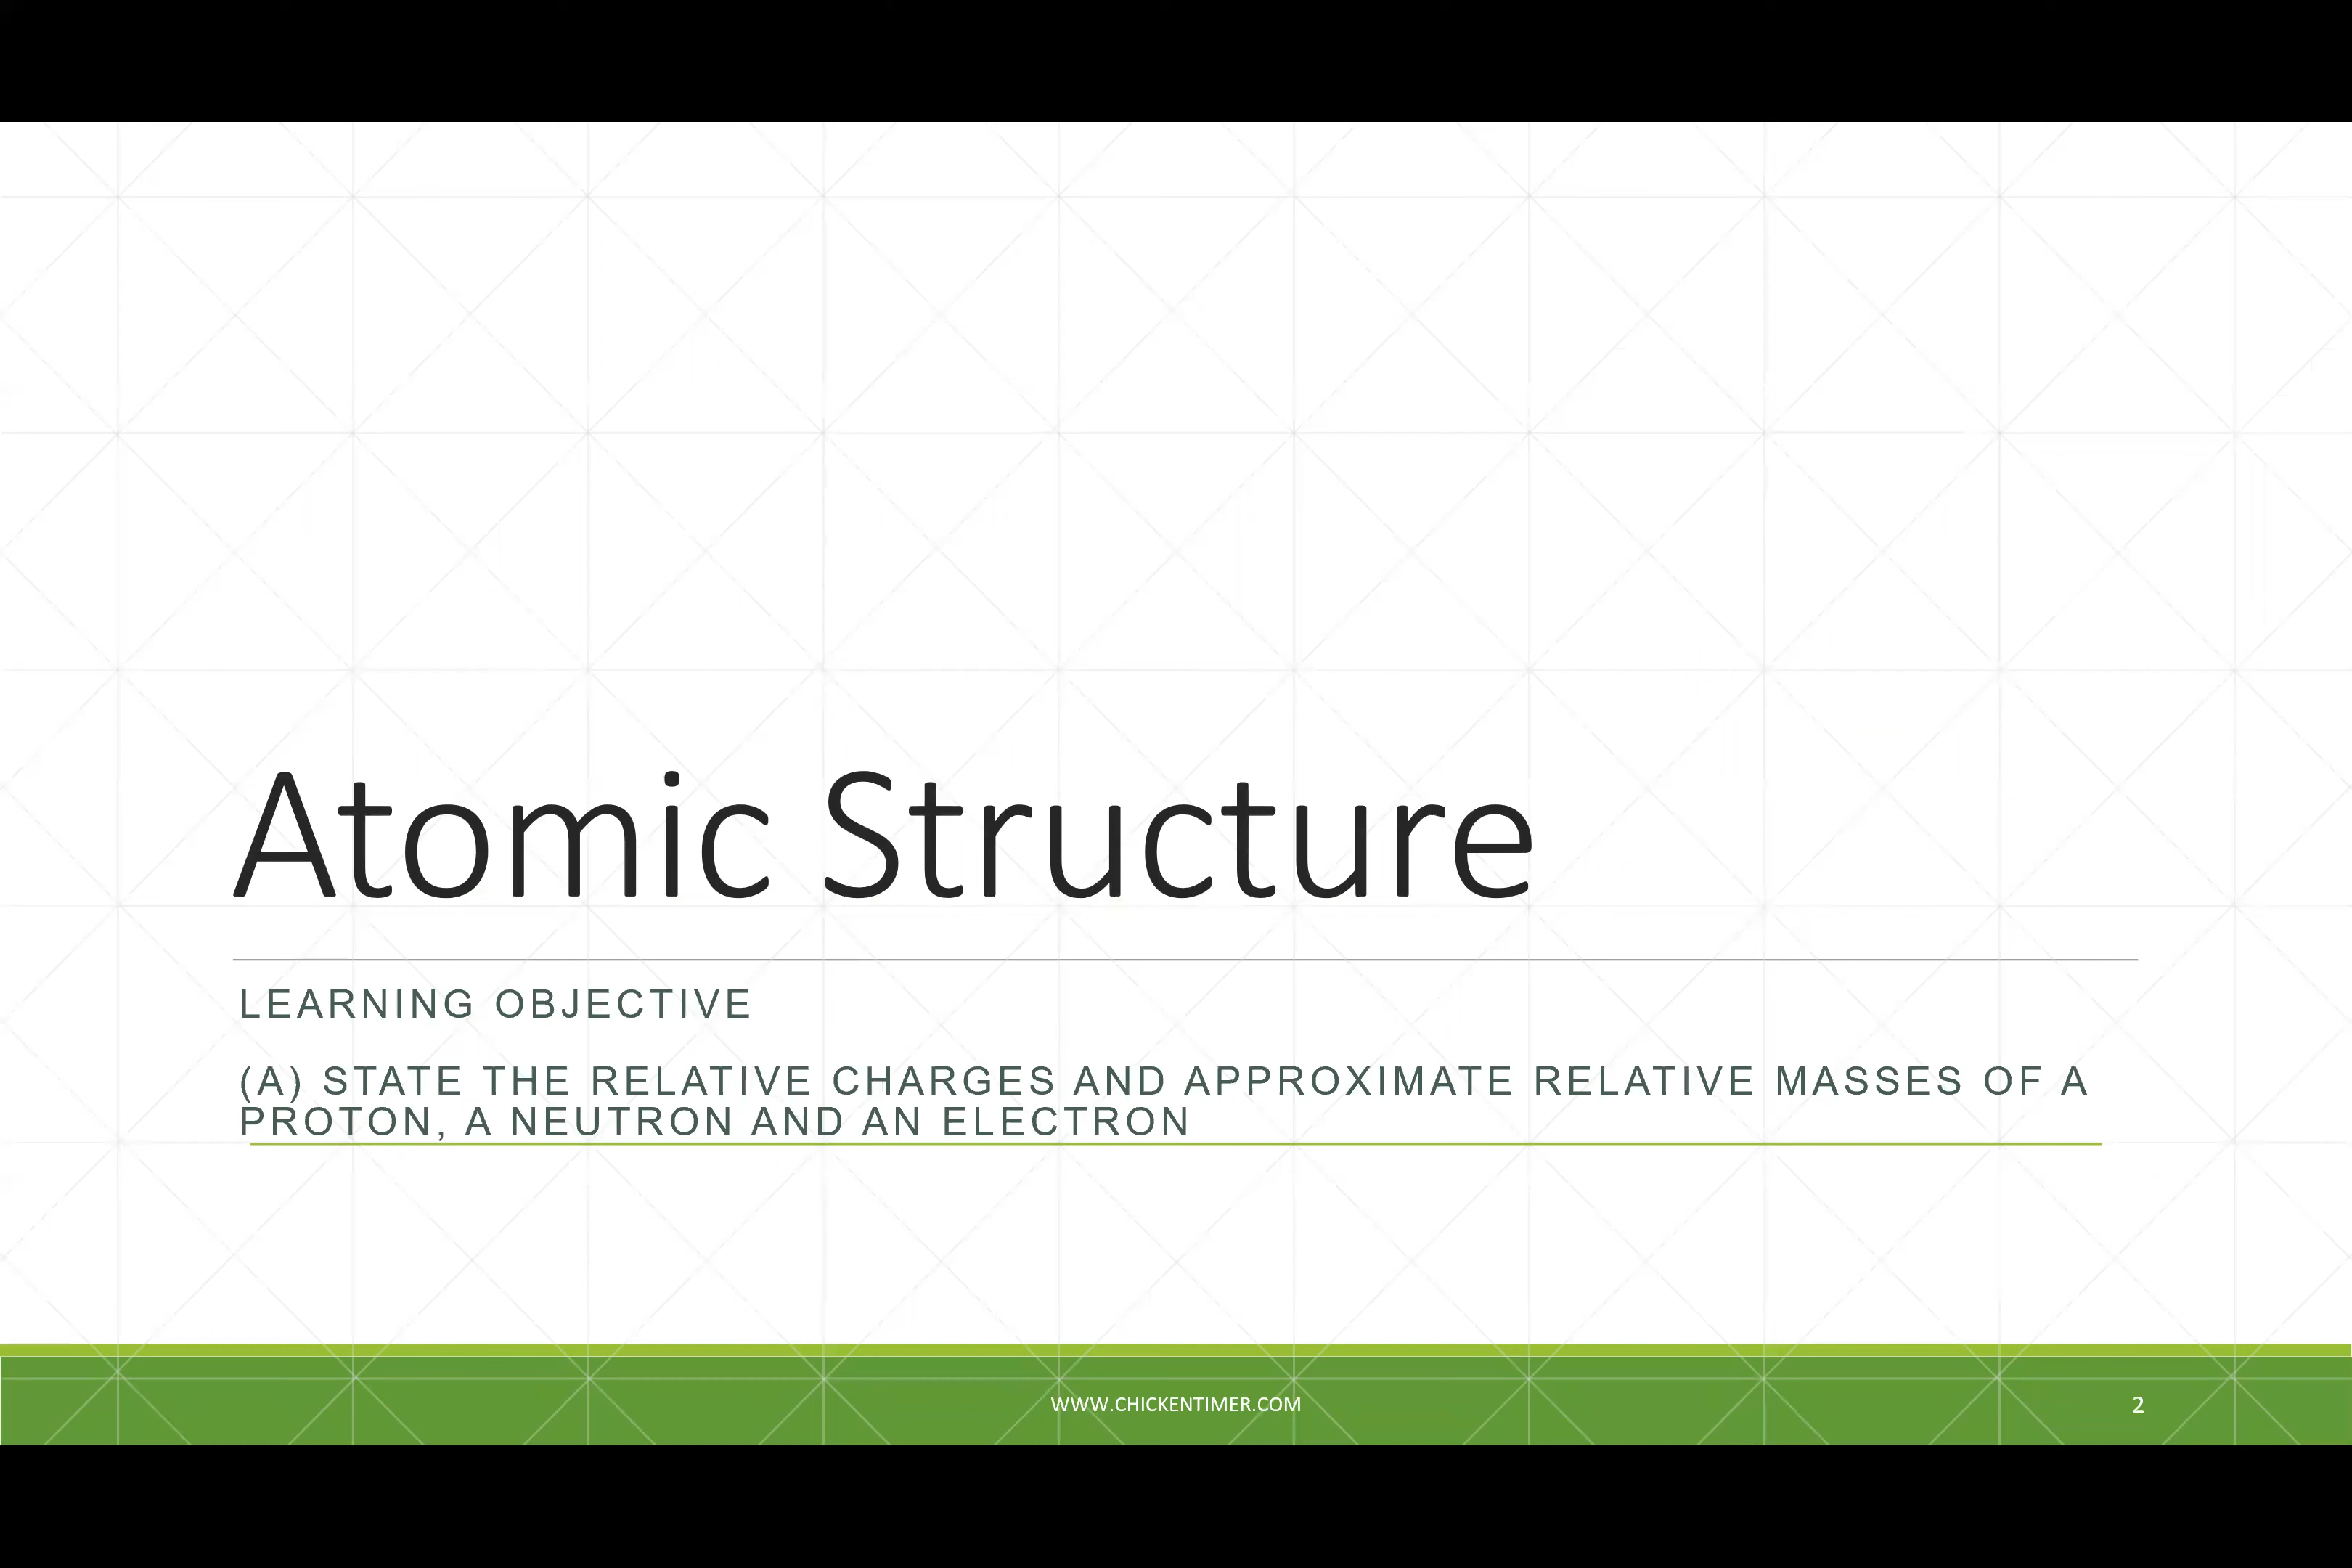 Atomic Structure
LEARNING OBJECTIVE
(A) STATE THE RELATIVE CHARGES AND APPROXIMATE RELATIVE MASSES OF A
PROTON, A NEUTRON AND AN ELECTRON
WWW.CHICKENTIMER.COM
2